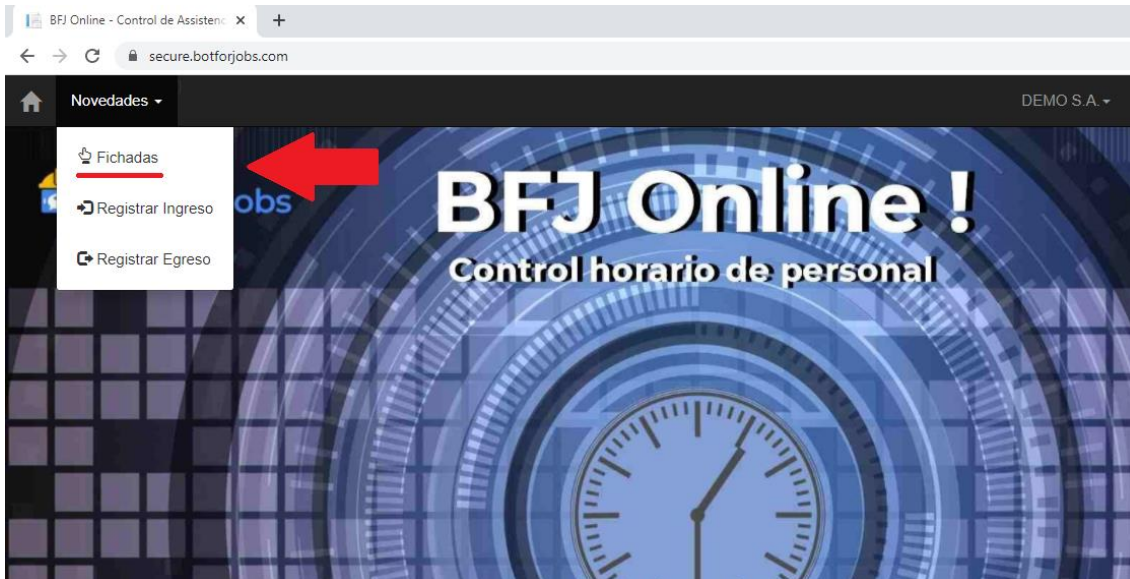 BFJ Online - Control de Assistenc
secure.botforjobs.com
Novedades
DEMO S.A.
Fichadas
Registrar Ingreso
Registrar Egreso
obs
BFJ Online !
Control horario de personal